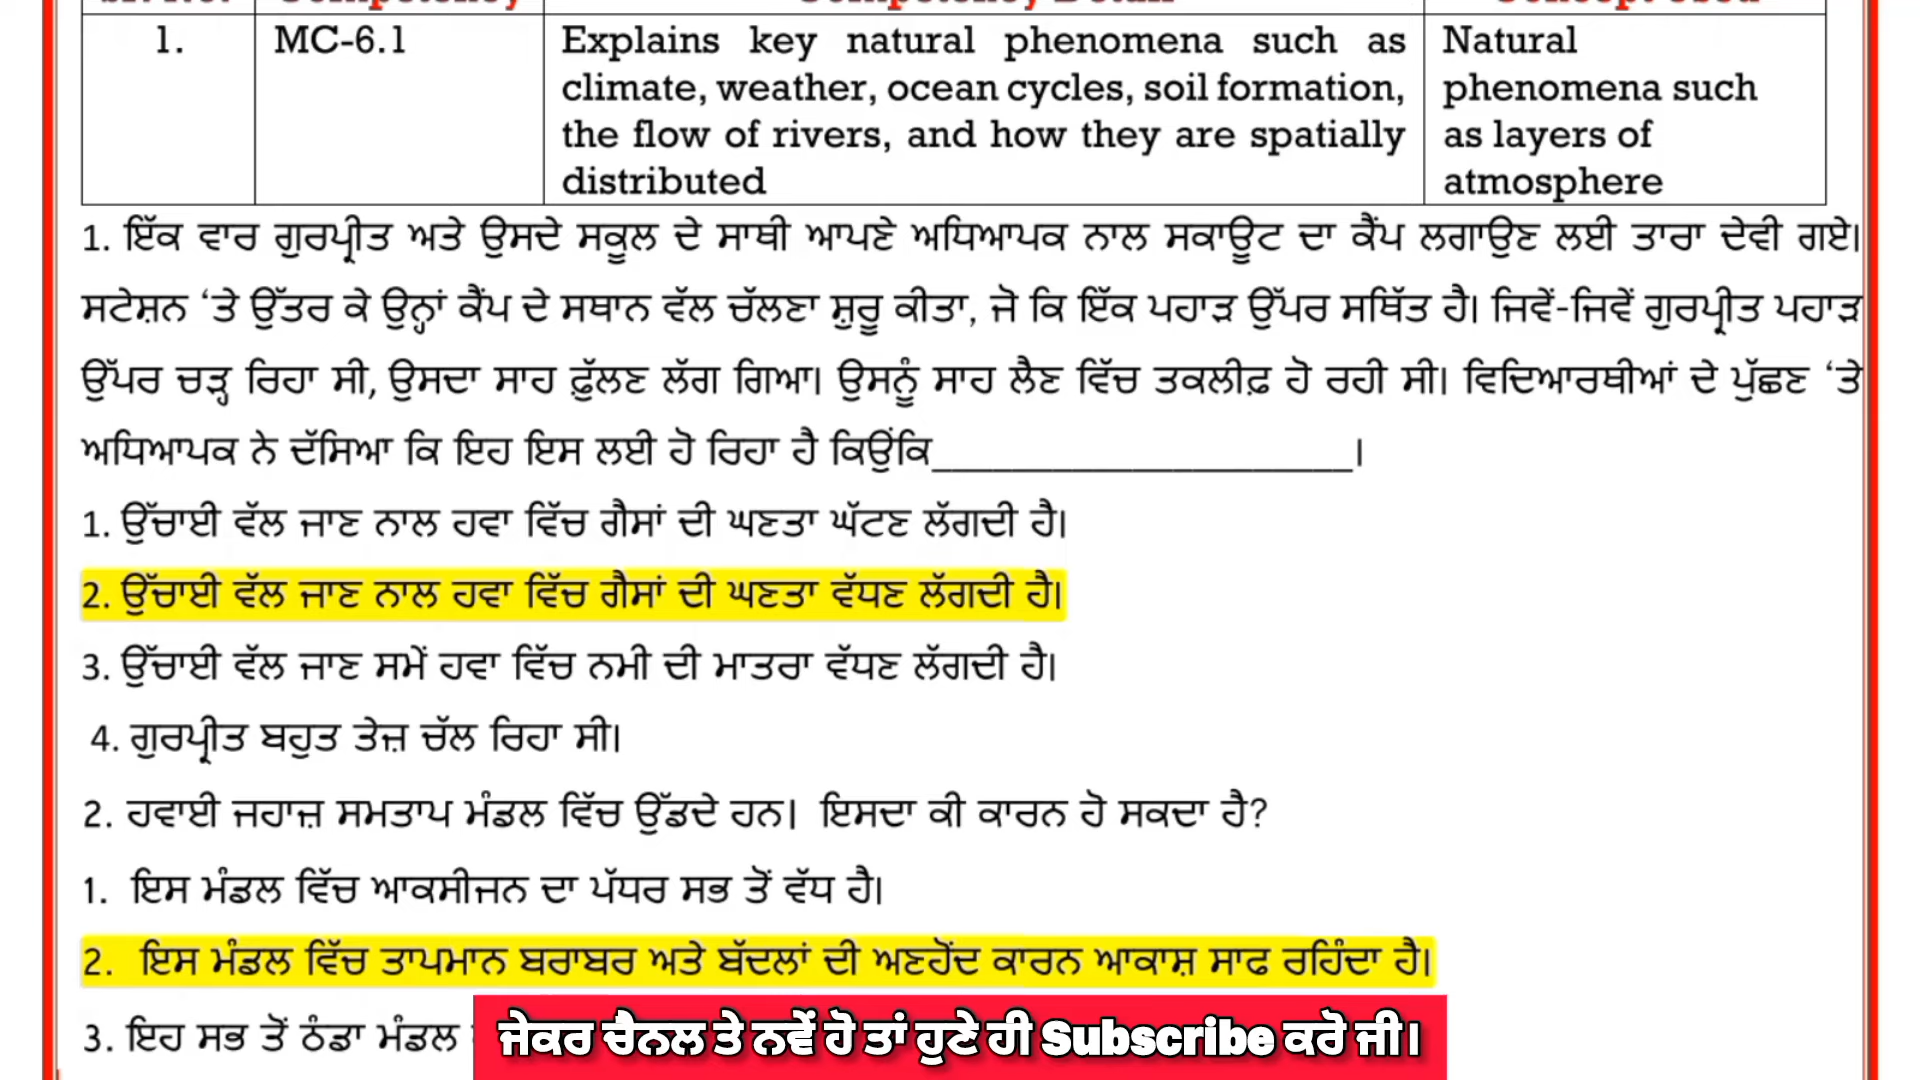 1. MC-6.1 Explains key natural phenomena such as climate, weather, ocean cycles, soil formation, the flow of rivers, and how they are spatially distributed Natural phenomena such as layers of atmosphere
1. ਇੱਕ ਵਾਰ ਗੁਰਪ੍ਰੀਤ ਅਤੇ ਉਸਦੇ ਸਕੂਲ ਦੇ ਸਾਥੀ ਆਪਣੇ ਅਧਿਆਪਕ ਨਾਲ ਸਕਾਊਟ ਦਾ ਕੈਂਪ ਲਗਾਉਣ ਲਈ ਤਾਰਾ ਦੇਵੀ ਗਏ।
ਸਟੇਸ਼ਨ ‘ਤੇ ਉੱਤਰ ਕੇ ਉਨ੍ਹਾਂ ਕੈਂਪ ਦੇ ਸਥਾਨ ਵੱਲ ਚੱਲਣਾ ਸ਼ੁਰੂ ਕੀਤਾ, ਜੋ ਕਿ ਇੱਕ ਪਹਾੜ ਉੱਪਰ ਸਥਿੱਤ ਹੈ। ਜਿਵੇਂ-ਜਿਵੇਂ ਗੁਰਪ੍ਰੀਤ ਪਹਾੜ
ਉੱਪਰ ਚੜ੍ਹ ਰਿਹਾ ਸੀ, ਉਸਦਾ ਸਾਹ ਫ਼ੁੱਲਣ ਲੱਗ ਗਿਆ। ਉਸਨੂੰ ਸਾਹ ਲੈਣ ਵਿੱਚ ਤਕਲੀਫ਼ ਹੋ ਰਹੀ ਸੀ। ਵਿਦਿਆਰਥੀਆਂ ਦੇ ਪੁੱਛਣ ‘ਤੇ
ਅਧਿਆਪਕ ਨੇ ਦੱਸਿਆ ਕਿ ਇਹ ਇਸ ਲਈ ਹੋ ਰਿਹਾ ਹੈ ਕਿਉਂਕਿ_____________________।
1. ਉੱਚਾਈ ਵੱਲ ਜਾਣ ਨਾਲ ਹਵਾ ਵਿੱਚ ਗੈਸਾਂ ਦੀ ਘਣਤਾ ਘੱਟਣ ਲੱਗਦੀ ਹੈ।
2. ਉੱਚਾਈ ਵੱਲ ਜਾਣ ਨਾਲ ਹਵਾ ਵਿੱਚ ਗੈਸਾਂ ਦੀ ਘਣਤਾ ਵੱਧਣ ਲੱਗਦੀ ਹੈ।
3. ਉੱਚਾਈ ਵੱਲ ਜਾਣ ਸਮੇਂ ਹਵਾ ਵਿੱਚ ਨਮੀ ਦੀ ਮਾਤਰਾ ਵੱਧਣ ਲੱਗਦੀ ਹੈ।
4. ਗੁਰਪ੍ਰੀਤ ਬਹੁਤ ਤੇਜ਼ ਚੱਲ ਰਿਹਾ ਸੀ।
2. ਹਵਾਈ ਜਹਾਜ਼ ਸਮਤਾਪ ਮੰਡਲ ਵਿੱਚ ਉੱਡਦੇ ਹਨ। ਇਸਦਾ ਕੀ ਕਾਰਨ ਹੋ ਸਕਦਾ ਹੈ?
1. ਇਸ ਮੰਡਲ ਵਿੱਚ ਆਕਸੀਜਨ ਦਾ ਪੱਧਰ ਸਭ ਤੋਂ ਵੱਧ ਹੈ।
2. ਇਸ ਮੰਡਲ ਵਿੱਚ ਤਾਪਮਾਨ ਬਰਾਬਰ ਅਤੇ ਬੱਦਲਾਂ ਦੀ ਅਣਹੋਂਦ ਕਾਰਨ ਆਕਾਸ਼ ਸਾਫ ਰਹਿੰਦਾ ਹੈ।
3. ਇਹ ਸਭ ਤੋਂ ਠੰਡਾ ਮੰਡਲ
ਜੇਕਰ ਚੈਨਲ ਤੇ ਨਵੇਂ ਹੋ ਤਾਂ ਹੁਣੇ ਹੀ Subscribe ਕਰੋ ਜੀ।